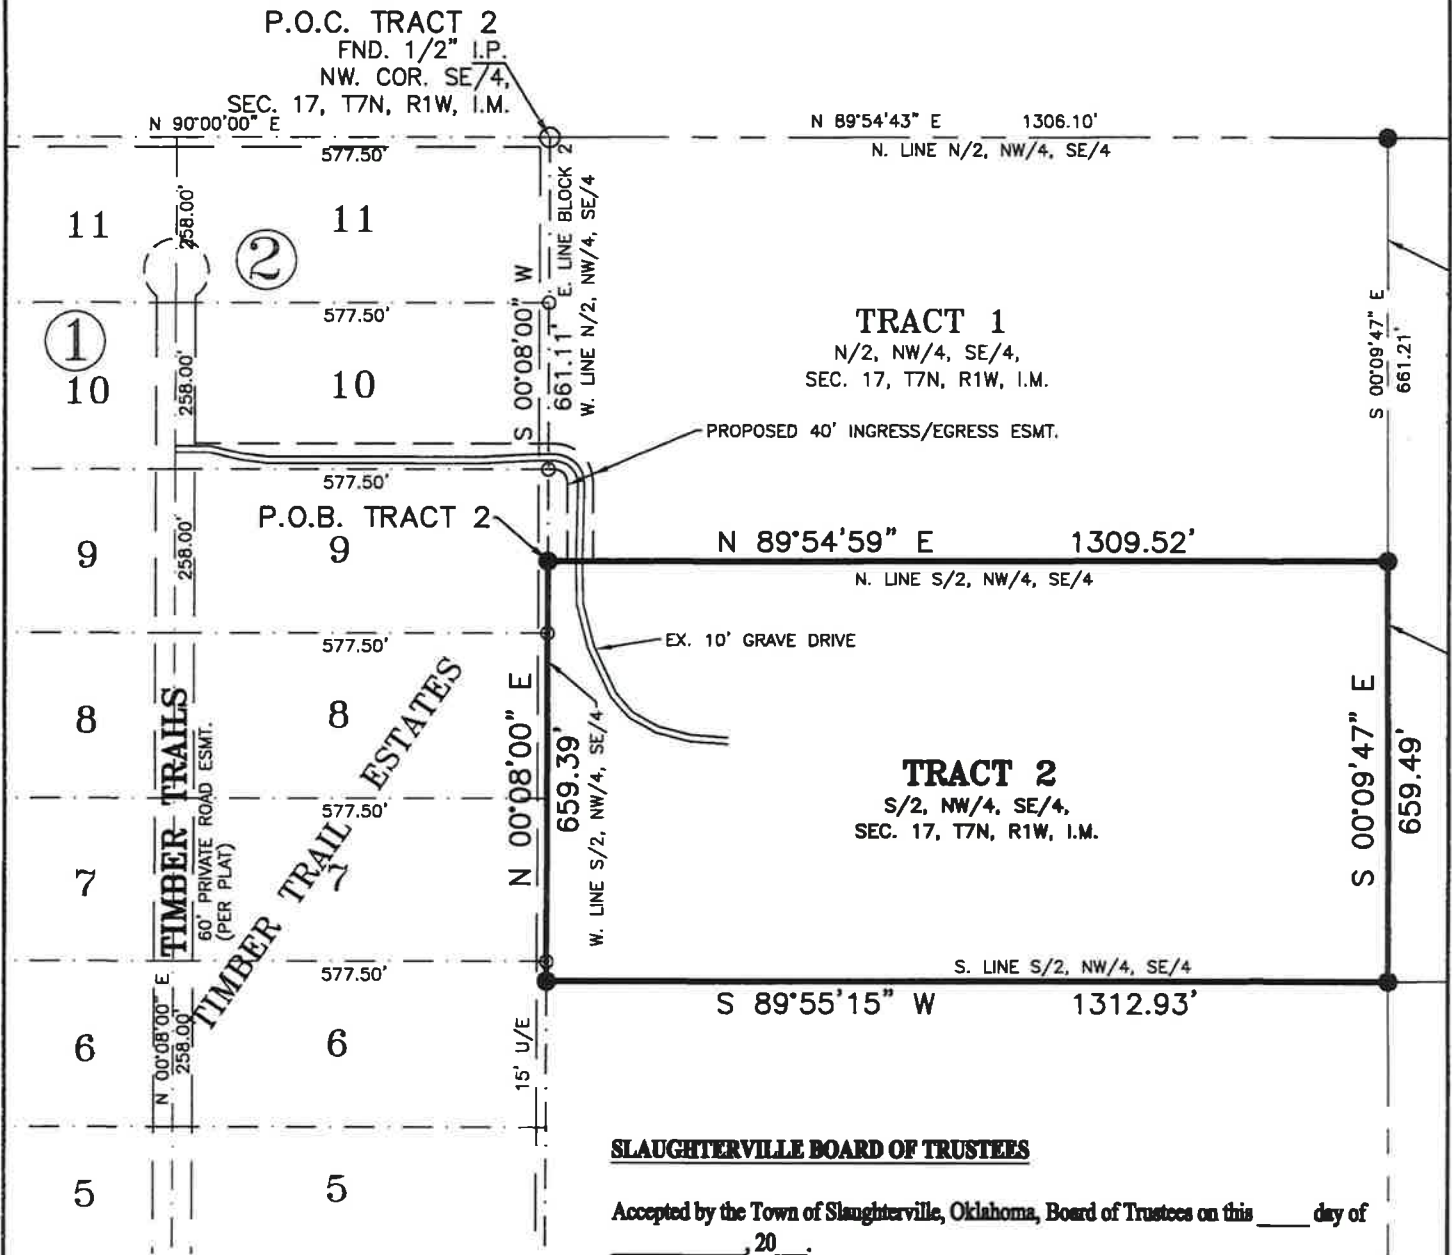 P.O.C. TRACT 2
FND. 1/2" I.P.
NW. COR. SE/4,
SEC. 17, T7N, R1W, I.M.
N 90°00'00" E
577.50'
N 89°54'43" E 1306.10'
N. LINE N/2, NW/4, SE/4
11
258.00'
11
2
1
577.50'
10
258.00'
10
S 00°08'00" W
661.11'
E. LINE BLOCK 2
W. LINE N/2, NW/4, SE/4
TRACT 1
N/2, NW/4, SE/4,
SEC. 17, T7N, R1W, I.M.
S 00°09'47" E
661.21'
PROPOSED 40' INGRESS/EGRESS ESMT.
577.50'
P.O.B. TRACT 2
9
258.00'
9
N 89°54'59" E 1309.52'
N. LINE S/2, NW/4, SE/4
577.50'
EX. 10' GRAVE DRIVE
8
8
TIMBER TRAILS
60' PRIVATE ROAD ESMT.
(PER PLAT)
TIMBER TRAIL ESTATES
577.50'
7
7
N 00°08'00" E
659.39'
W. LINE S/2, NW/4, SE/4
TRACT 2
S/2, NW/4, SE/4,
SEC. 17, T7N, R1W, I.M.
S 00°09'47" E
659.49'
577.50'
S. LINE S/2, NW/4, SE/4
S 89°55'15" W 1312.93'
6
N 00°08'00" E
258.00'
6
15' U/E
5
5
SLAUGHTERVILLE BOARD OF TRUSTEES
Accepted by the Town of Slaughterville, Oklahoma, Board of Trustees on this ____ day of
__________, 20___.